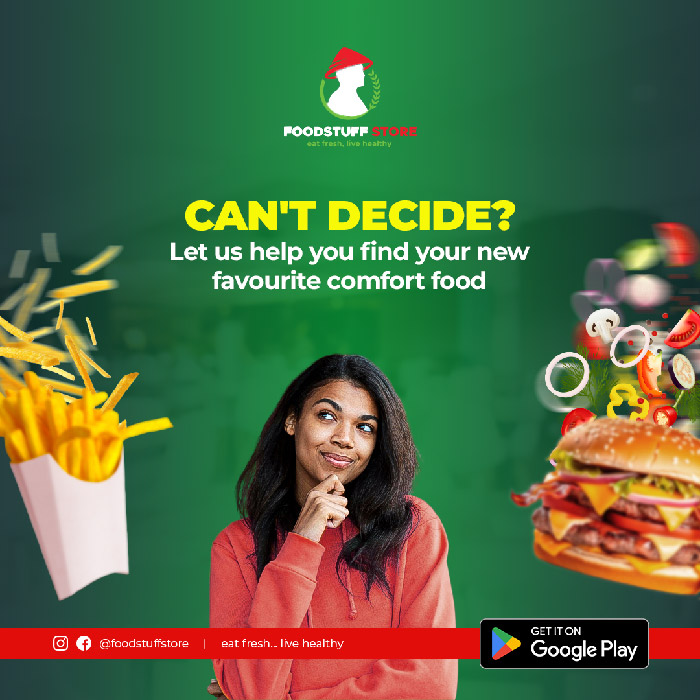 FOODSTUFF STORE
eat fresh, live healthy
CAN'T DECIDE?
Let us help you find your new
favourite comfort food
@foodstuffstore | eat fresh... live healthy
GET IT ON
Google Play